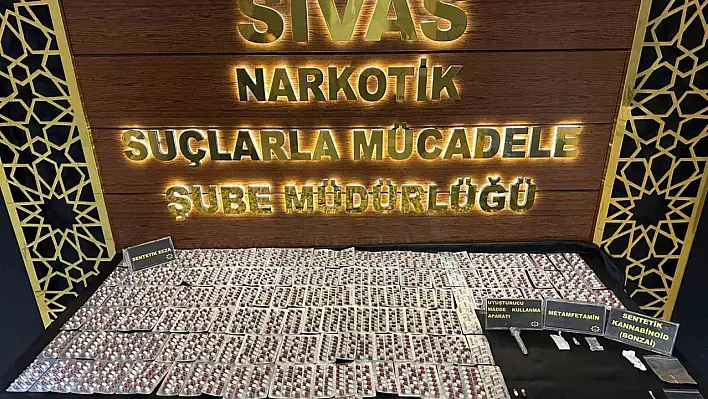 SİVAS
NARKOTİK
SUÇLARLA MÜCADELE
ŞUBE MÜDÜRLÜĞÜ
SENTETİK ECZA
UYUŞTURUCU
MADDE KULLANMA
APARATI
METAMFETAMİN
SENTETİK
KANNABİNOİD
(BONZAİ)